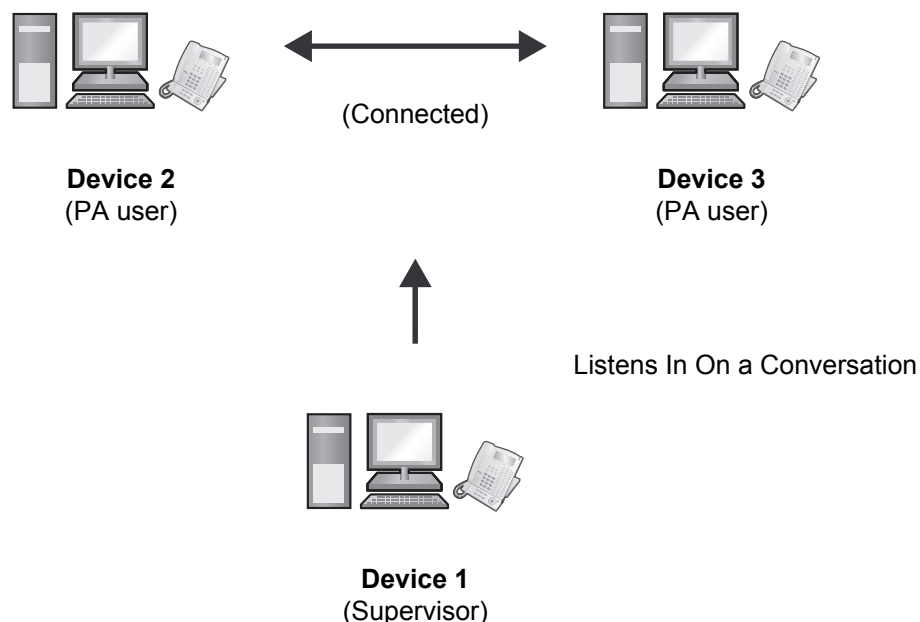 (Connected)
Device 2
(PA user)
Device 3
(PA user)
Listens In On a Conversation
Device 1
(Supervisor)